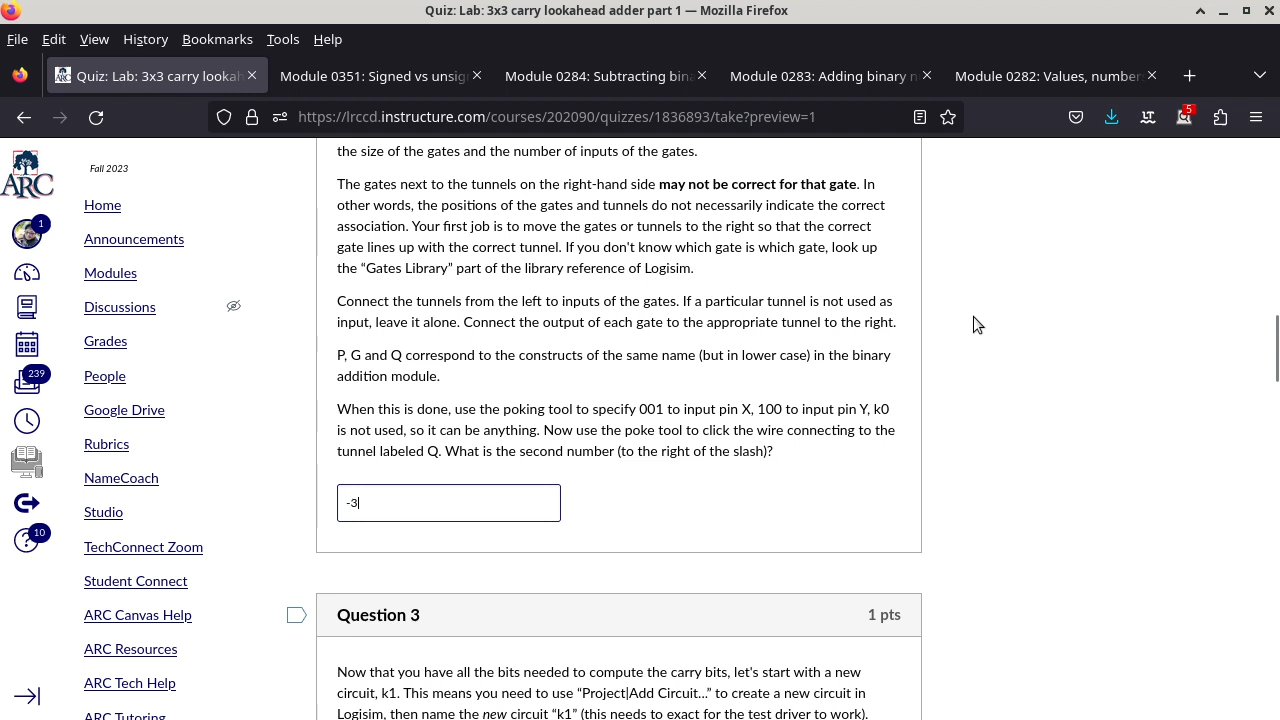 Quiz: Lab: 3x3 carry lookahead adder part 1 — Mozilla Firefox
File Edit View History Bookmarks Tools Help
Quiz: Lab: 3x3 carry lookah
Module 0351: Signed vs unsig
Module 0284: Subtracting bin
Module 0283: Adding binary n
Module 0282: Values, number
https://lrccd.instructure.com/courses/202090/quizzes/1836893/take?preview=1
5
ARC
1
239
10
Fall 2023
Home
Announcements
Modules
Discussions
Grades
People
Google Drive
Rubrics
NameCoach
Studio
TechConnect Zoom
Student Connect
ARC Canvas Help
ARC Resources
ARC Tech Help
ARC Tutoring
the size of the gates and the number of inputs of the gates.
The gates next to the tunnels on the right-hand side may not be correct for that gate. In
other words, the positions of the gates and tunnels do not necessarily indicate the correct
association. Your first job is to move the gates or tunnels to the right so that the correct
gate lines up with the correct tunnel. If you don't know which gate is which gate, look up
the “Gates Library” part of the library reference of Logisim.
Connect the tunnels from the left to inputs of the gates. If a particular tunnel is not used as
input, leave it alone. Connect the output of each gate to the appropriate tunnel to the right.
P, G and Q correspond to the constructs of the same name (but in lower case) in the binary
addition module.
When this is done, use the poking tool to specify 001 to input pin X, 100 to input pin Y, k0
is not used, so it can be anything. Now use the poke tool to click the wire connecting to the
tunnel labeled Q. What is the second number (to the right of the slash)?
-3
Question 3
1 pts
Now that you have all the bits needed to compute the carry bits, let's start with a new
circuit, k1. This means you need to use “Project|Add Circuit...” to create a new circuit in
Logisim, then name the new circuit “k1” (this needs to exact for the test driver to work).